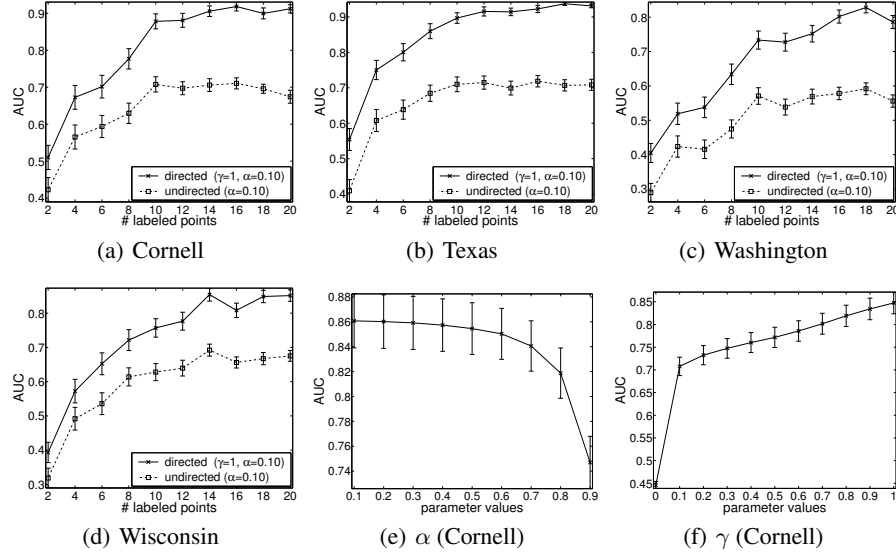 0.9
0.8
0.7
0.6
0.5
0.4
AUC
2 4 6 8 10 12 14 16 18 20
# labeled points
directed (γ=1, α=0.10)
undirected (α=0.10)
(a) Cornell
0.9
0.8
0.7
0.6
0.5
0.4
AUC
2 4 6 8 10 12 14 16 18 20
# labeled points
directed (γ=1, α=0.10)
undirected (α=0.10)
(b) Texas
0.8
0.7
0.6
0.5
0.4
0.3
AUC
2 4 6 8 10 12 14 16 18 20
# labeled points
directed (γ=1, α=0.10)
undirected (α=0.10)
(c) Washington
0.8
0.7
0.6
0.5
0.4
0.3
AUC
2 4 6 8 10 12 14 16 18 20
# labeled points
directed (γ=1, α=0.10)
undirected (α=0.10)
(d) Wisconsin
0.88
0.86
0.84
0.82
0.8
0.78
0.76
0.74
AUC
0.1 0.2 0.3 0.4 0.5 0.6 0.7 0.8 0.9
parameter values
(e) α (Cornell)
0.85
0.8
0.75
0.7
0.65
0.6
0.55
0.5
0.45
AUC
0 0.1 0.2 0.3 0.4 0.5 0.6 0.7 0.8 0.9 1
parameter values
(f) γ (Cornell)